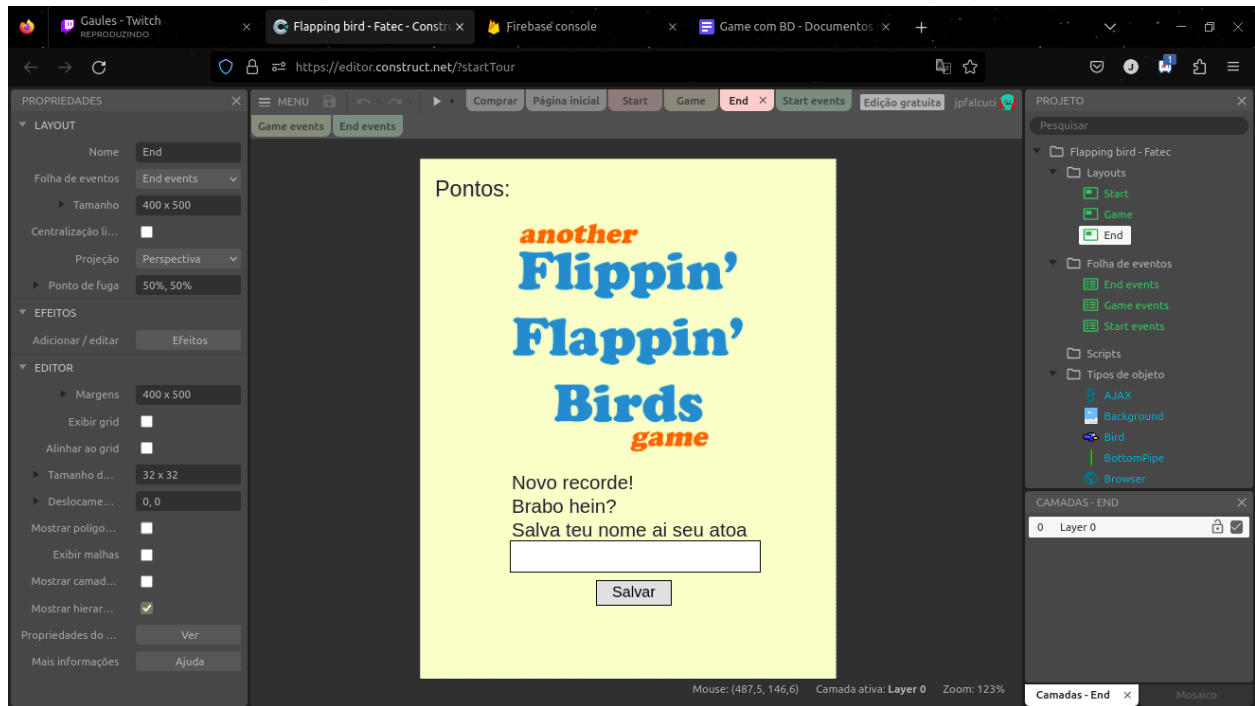 Gaules - Twitch
REPRODUZINDO
Flapping bird - Fatec - Constru
Firebase console
Game com BD - Documentos
https://editor.construct.net/?startTour
J
1
PROPRIEDADES
LAYOUT
Nome End
Folha de eventos End events
Tamanho 400 x 500
Centralização li...
Projeção Perspectiva
Ponto de fuga 50%, 50%
EFEITOS
Adicionar / editar Efeitos
EDITOR
Margens 400 x 500
Exibir grid
Alinhar ao grid
Tamanho d... 32 x 32
Deslocame... 0, 0
Mostrar polígo...
Exibir malhas
Mostrar camad...
Mostrar hierar...
Propriedades do ... Ver
Mais informações Ajuda
MENU Comprar Página inicial Start Game End Start events Edição gratuita jpfalcuci
Game events End events
Pontos:
another
Flippin’
Flappin’
Birds
game
Novo recorde!
Brabo hein?
Salva teu nome ai seu atoa
Salvar
Mouse: (487,5, 146,6) Camada ativa: Layer 0 Zoom: 123%
PROJETO
Pesquisar
Flapping bird - Fatec
Layouts
Start
Game
End
Folha de eventos
End events
Game events
Start events
Scripts
Tipos de objeto
AJAX
Background
Bird
BottomPipe
Browser
CAMADAS - END
0 Layer 0
Camadas - End Mosaico